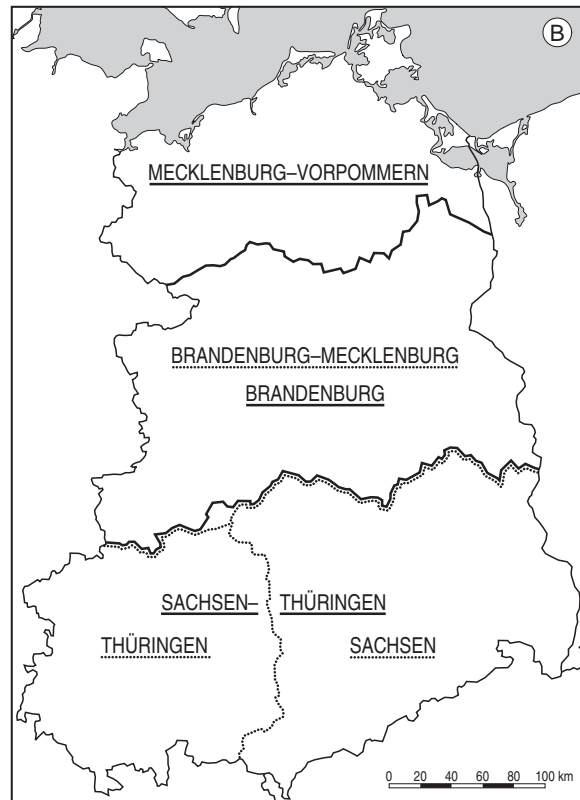 B
MECKLENBURG–VORPOMMERN
BRANDENBURG–MECKLENBURG
BRANDENBURG
SACHSEN– THÜRINGEN
THÜRINGEN SACHSEN
0 20 40 60 80 100 km